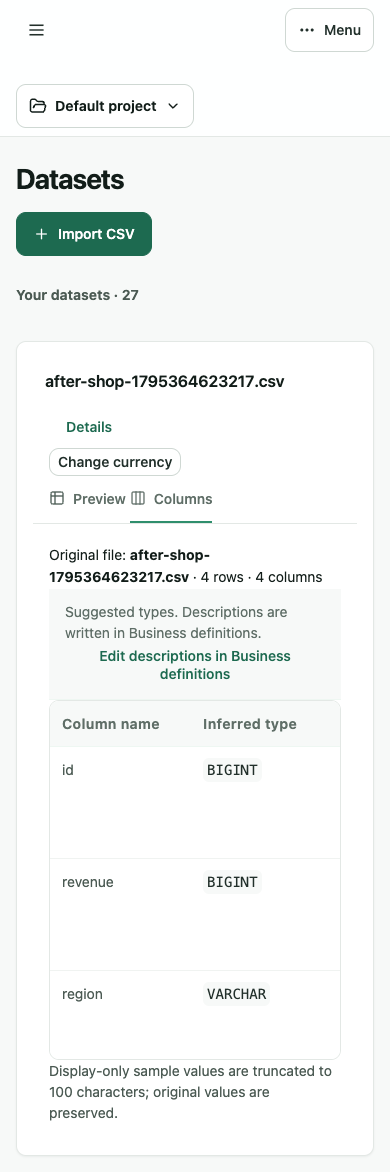 Menu
Default project
Datasets
Import CSV
Your datasets · 27
after-shop-1795364623217.csv
Details
Change currency
Preview
Columns
Original file: after-shop-
1795364623217.csv · 4 rows · 4 columns
Suggested types. Descriptions are
written in Business definitions.
Edit descriptions in Business
definitions
Column name Inferred type
id BIGINT
revenue BIGINT
region VARCHAR
Display-only sample values are truncated to
100 characters; original values are
preserved.